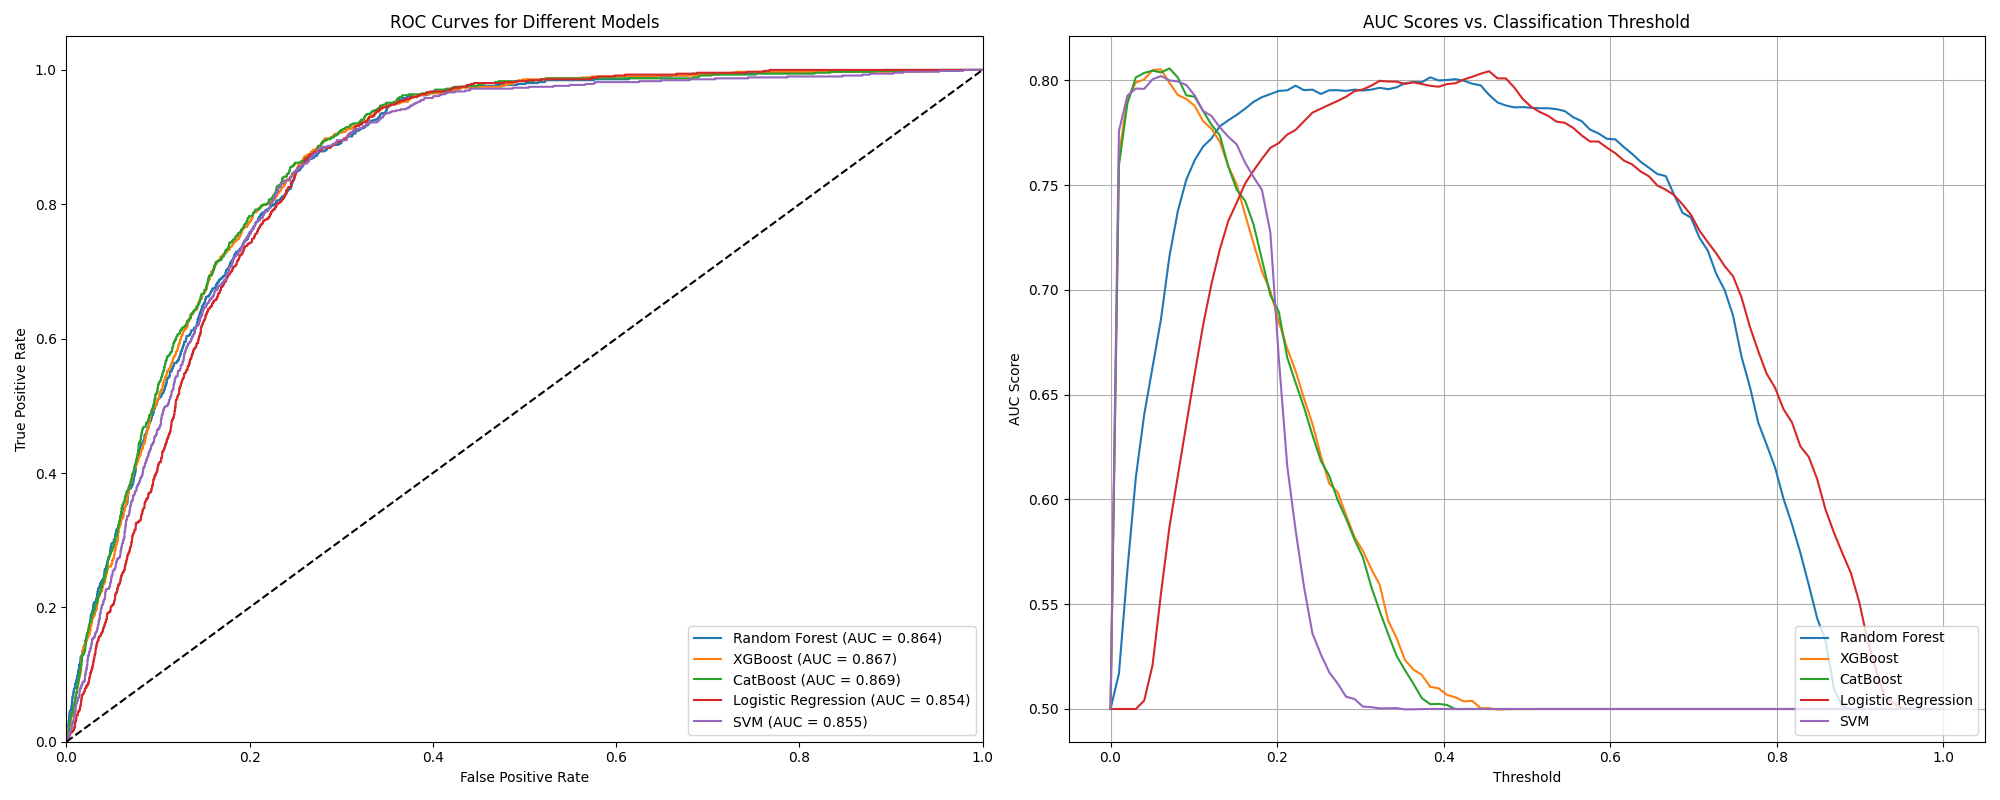 ROC Curves for Different Models
True Positive Rate
1.0
0.8
0.6
0.4
0.2
0.0
0.0 0.2 0.4 0.6 0.8 1.0
False Positive Rate
Random Forest (AUC = 0.864)
XGBoost (AUC = 0.867)
CatBoost (AUC = 0.869)
Logistic Regression (AUC = 0.854)
SVM (AUC = 0.855)
AUC Scores vs. Classification Threshold
AUC Score
0.80
0.75
0.70
0.65
0.60
0.55
0.50
0.0 0.2 0.4 0.6 0.8 1.0
Threshold
Random Forest
XGBoost
CatBoost
Logistic Regression
SVM